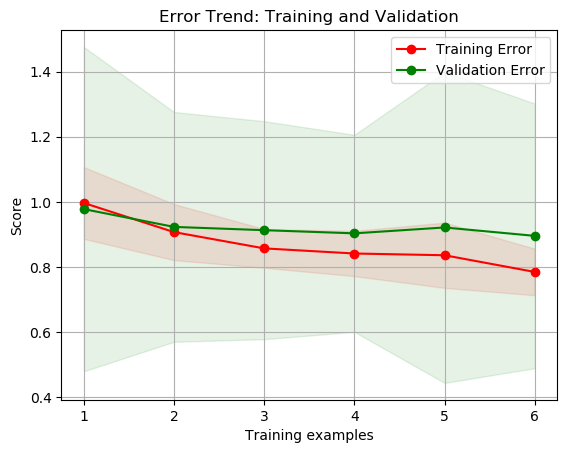 Error Trend: Training and Validation
Training Error
Validation Error
Score
1.4
1.2
1.0
0.8
0.6
0.4
1 2 3 4 5 6
Training examples